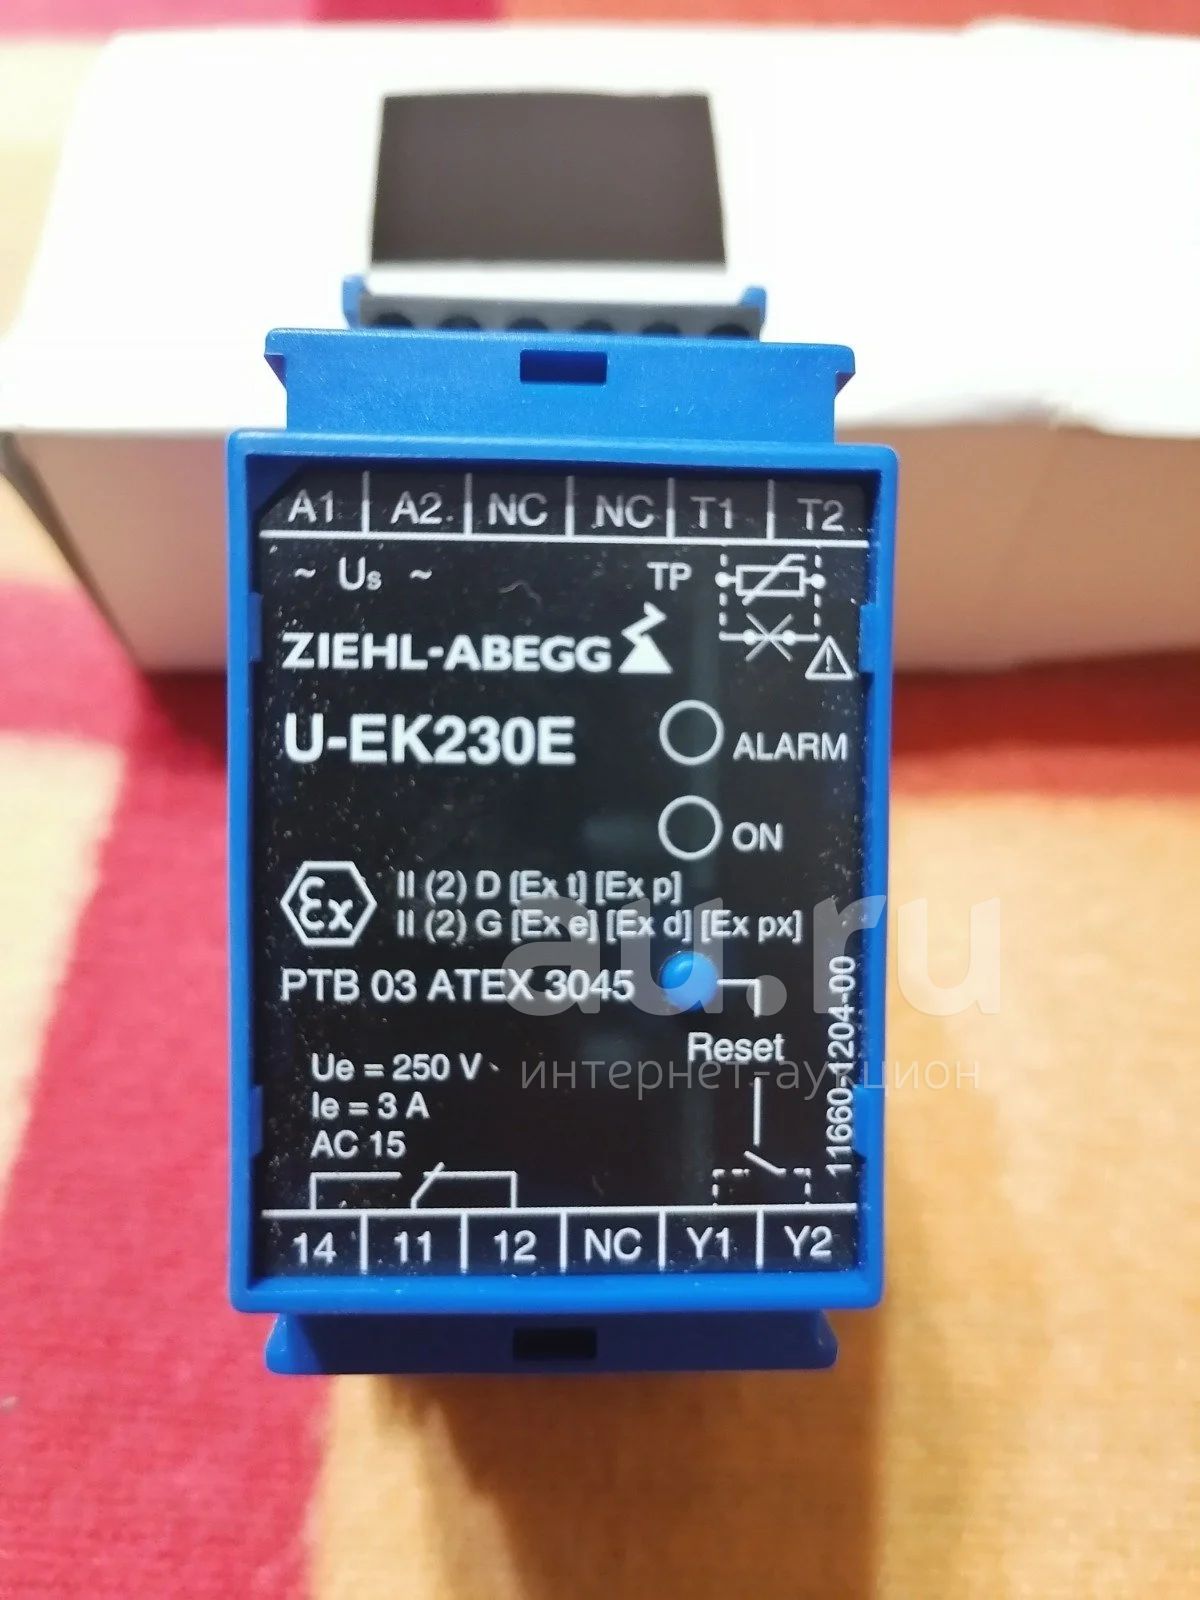 A1 A2 NC NC T1 T2
~ Us ~ TP
ZIEHL-ABEGG
U-EK230E
ALARM
ON
Ex II (2) D [Ex t] [Ex p]
II (2) G [Ex e] [Ex d] [Ex px]
PTB 03 ATEX 3045
au.ru
интернет-аукцион
Reset
Ue = 250 V~
Ie = 3 A
AC 15
11660-1204-00
14 11 12 NC Y1 Y2